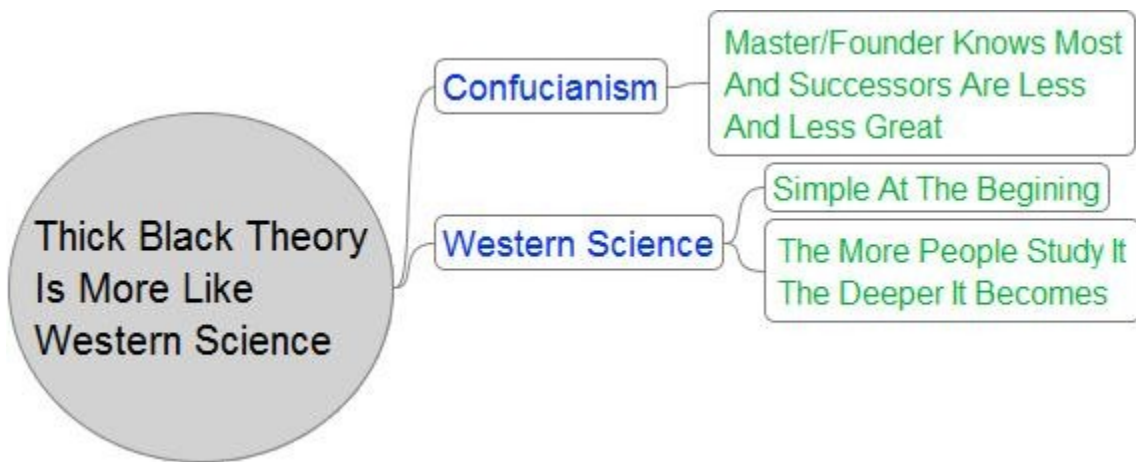 Thick Black Theory
Is More Like
Western Science
Confucianism
Master/Founder Knows Most
And Successors Are Less
And Less Great
Western Science
Simple At The Begining
The More People Study It
The Deeper It Becomes